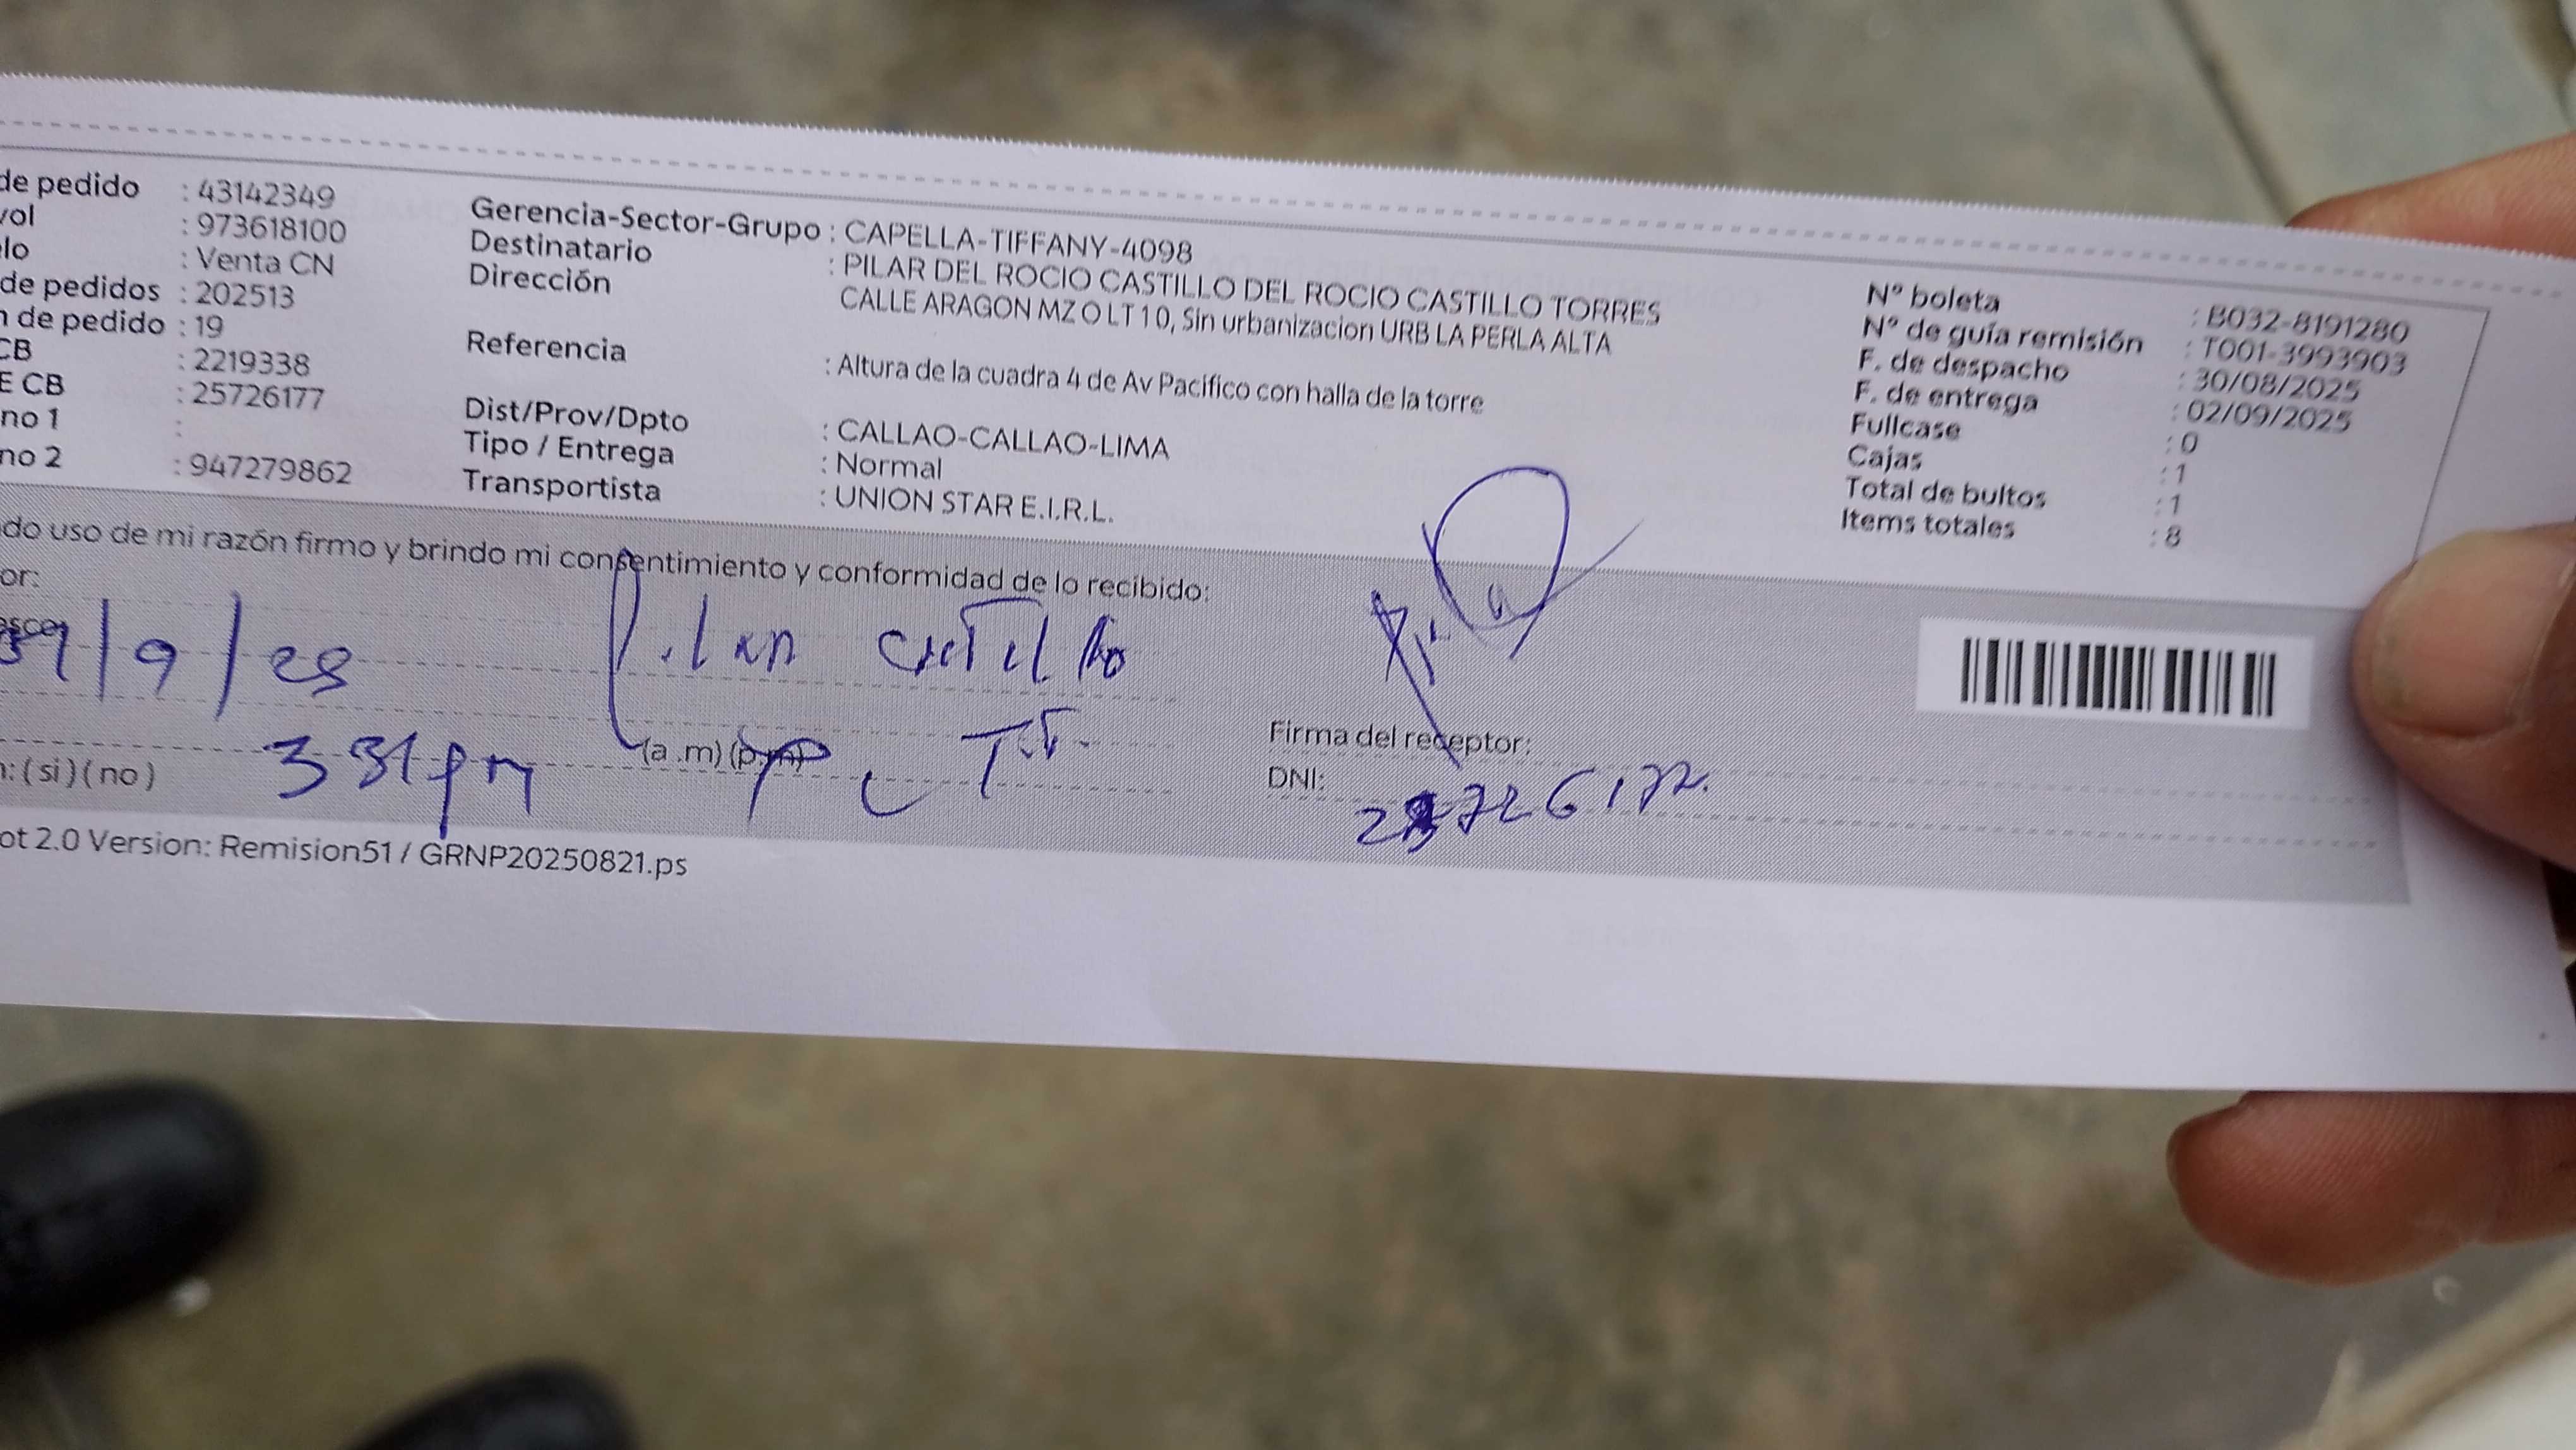 de pedido : 43142349
vol : 973618100
lo : Venta CN
de pedidos : 202513
n de pedido : 19
CB : 2219338
E CB : 25726177
no 1 :
no 2 : 947279862
Gerencia-Sector-Grupo : CAPELLA-TIFFANY-4098
Destinatario : PILAR DEL ROCIO CASTILLO DEL ROCIO CASTILLO TORRES
Dirección CALLE ARAGON MZ O LT 10, Sin urbanizacion URB LA PERLA ALTA
Referencia : Altura de la cuadra 4 de Av Pacifico con halla de la torre
Dist/Prov/Dpto : CALLAO-CALLAO-LIMA
Tipo / Entrega : Normal
Transportista : UNION STAR E.I.R.L.
N° boleta : B032-8191280
N° de guía remisión : T001-3993903
F. de despacho : 30/08/2025
F. de entrega : 02/09/2025
Fullcase : 0
Cajas : 1
Total de bultos : 1
Items totales : 8
do uso de mi razón firmo y brindo mi consentimiento y conformidad de lo recibido:
or:
Pilar Castillo
(a .m) (p.m)
: ( si ) ( no )
Firma del receptor:
DNI:
ot 2.0 Version: Remision51 / GRNP20250821.ps